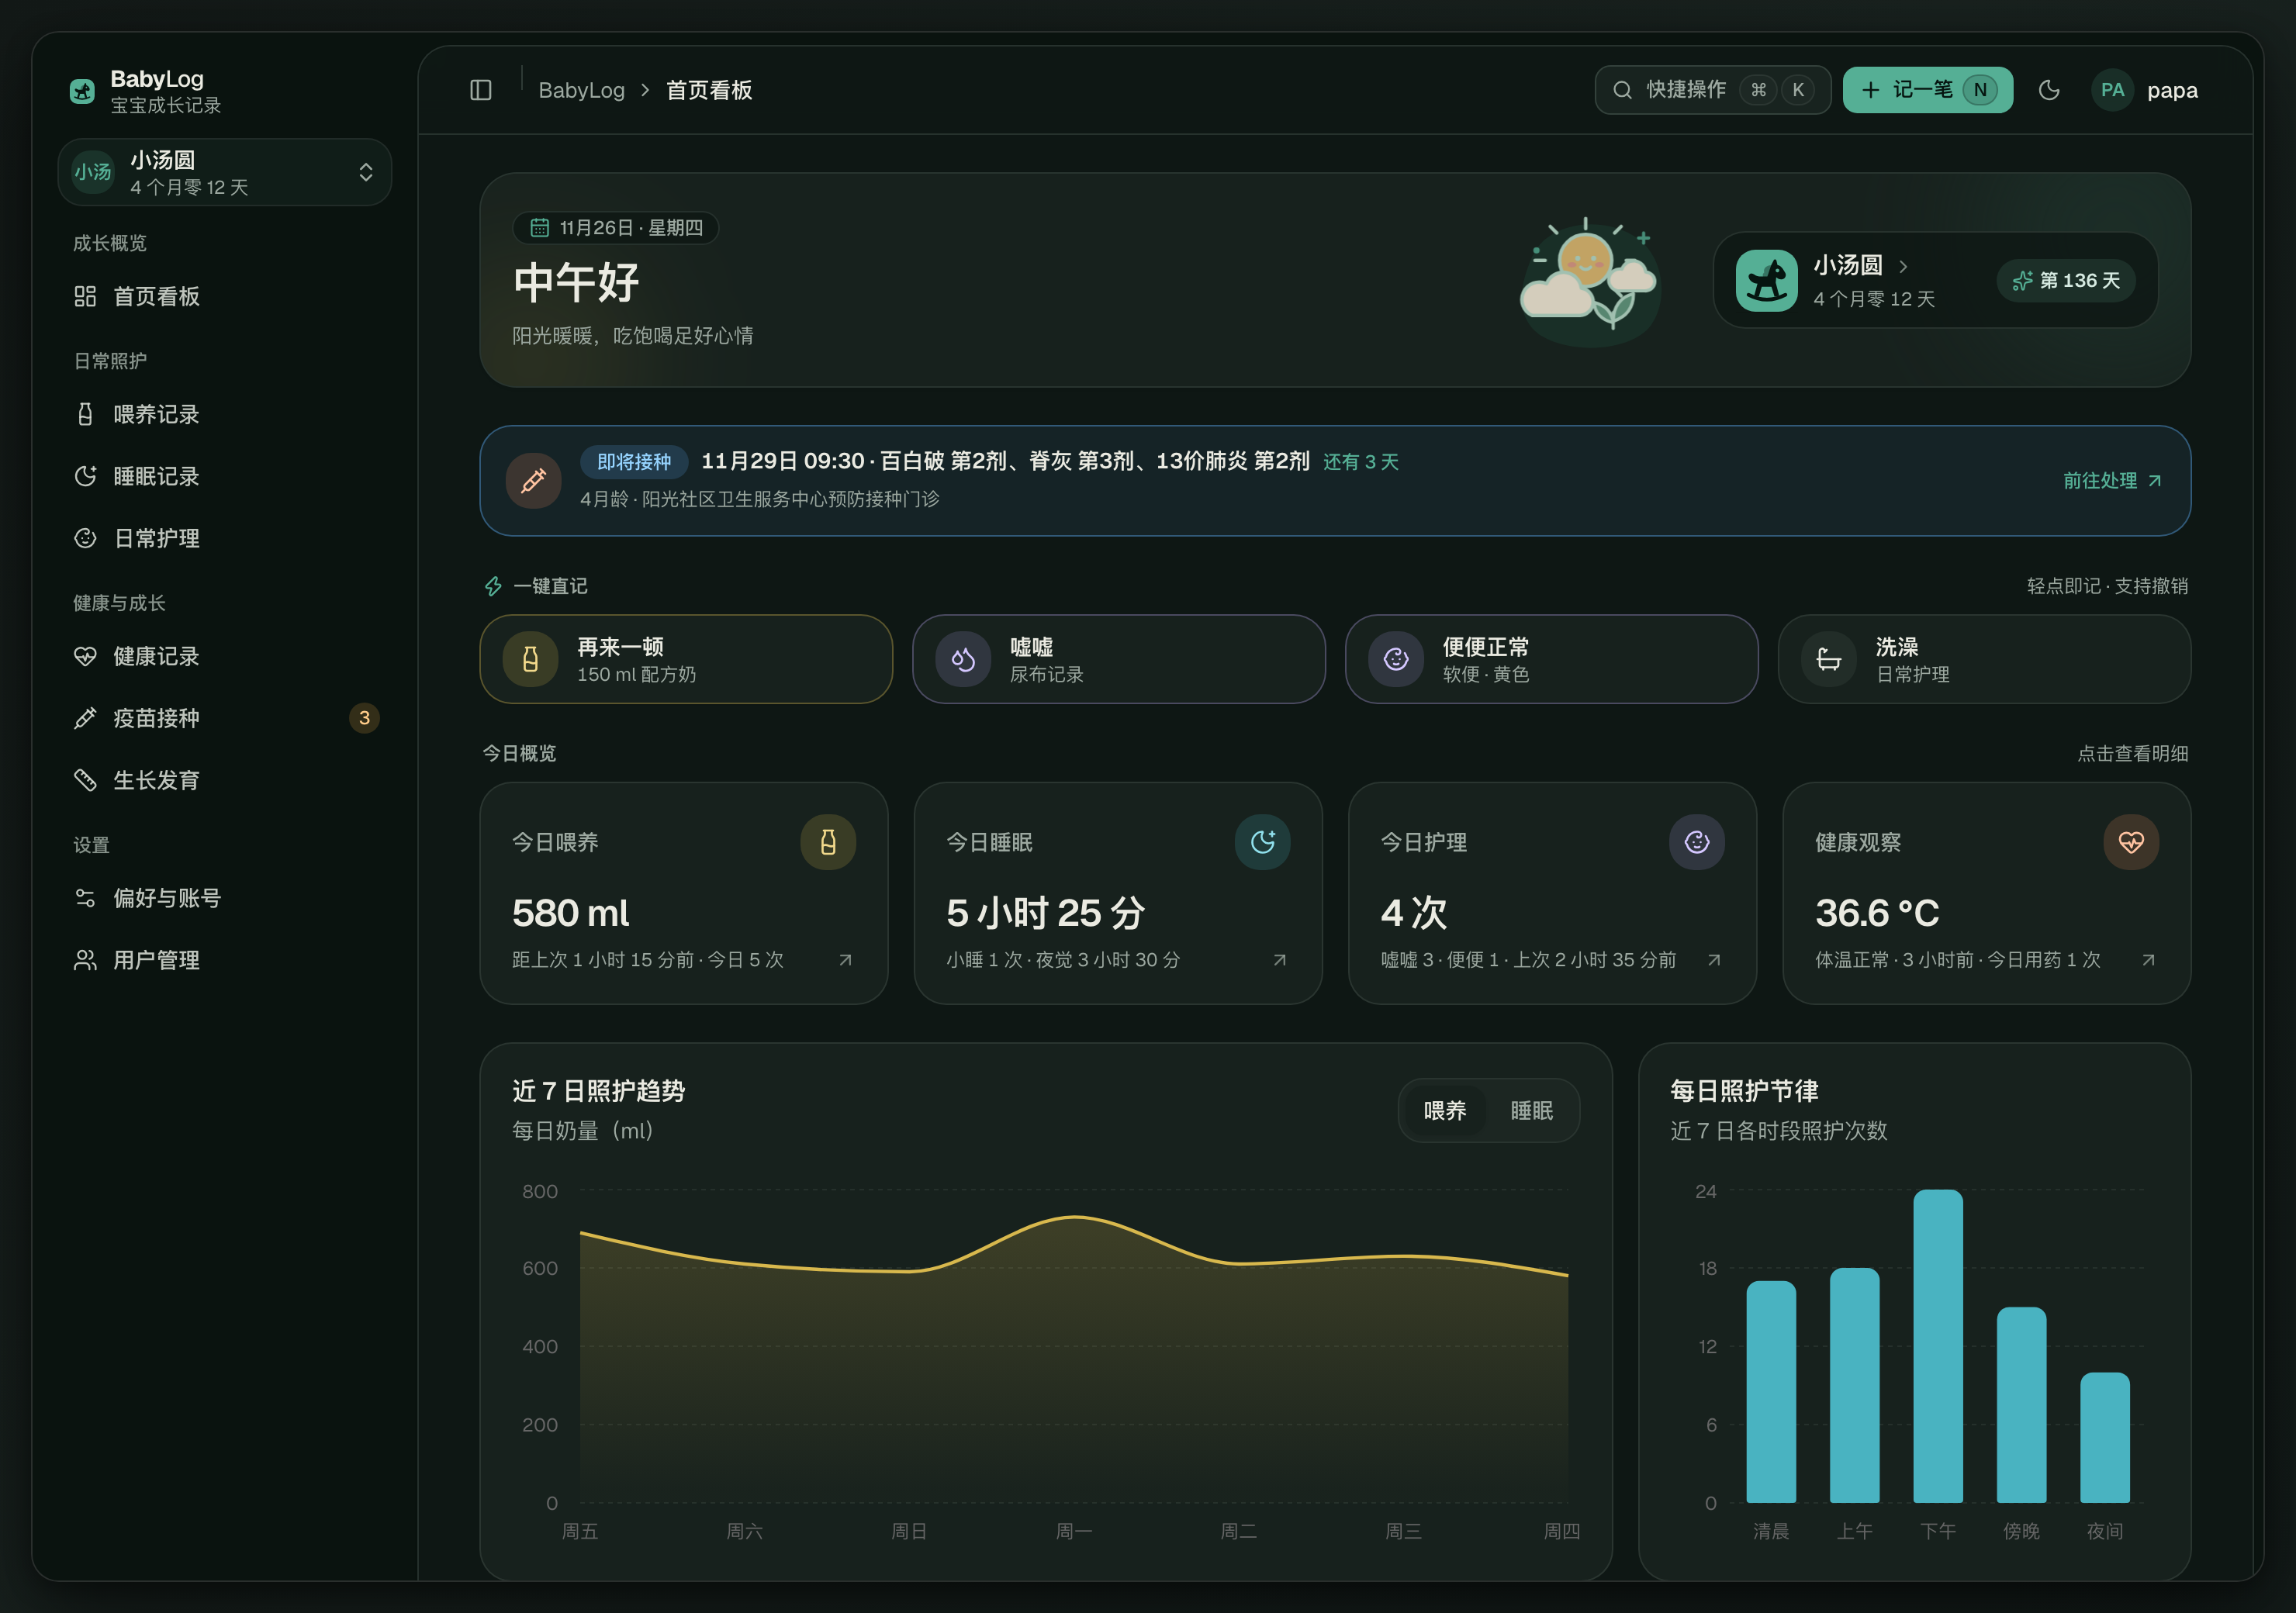 BabyLog
宝宝成长记录
小汤
小汤圆
4 个月零 12 天
成长概览
首页看板
日常照护
喂养记录
睡眠记录
日常护理
健康与成长
健康记录
疫苗接种
3
生长发育
设置
偏好与账号
用户管理
BabyLog
首页看板
快捷操作 ⌘ K
记一笔 N
PA
papa
11月26日 · 星期四
中午好
阳光暖暖，吃饱喝足好心情
小汤圆
4 个月零 12 天
第 136 天
即将接种 11月29日 09:30 · 百白破 第2剂、脊灰 第3剂、13价肺炎 第2剂 还有 3 天
4月龄 · 阳光社区卫生服务中心预防接种门诊
前往处理
一键直记
轻点即记 · 支持撤销
再来一顿
150 ml 配方奶
嘘嘘
尿布记录
便便正常
软便 · 黄色
洗澡
日常护理
今日概览
点击查看明细
今日喂养
580 ml
距上次 1 小时 15 分前 · 今日 5 次
今日睡眠
5 小时 25 分
小睡 1 次 · 夜觉 3 小时 30 分
今日护理
4 次
嘘嘘 3 · 便便 1 · 上次 2 小时 35 分前
健康观察
36.6 °C
体温正常 · 3 小时前 · 今日用药 1 次
近 7 日照护趋势
每日奶量（ml）
喂养
睡眠
800
600
400
200
0
周五
周六
周日
周一
周二
周三
周四
每日照护节律
近 7 日各时段照护次数
24
18
12
6
0
清晨
上午
下午
傍晚
夜间